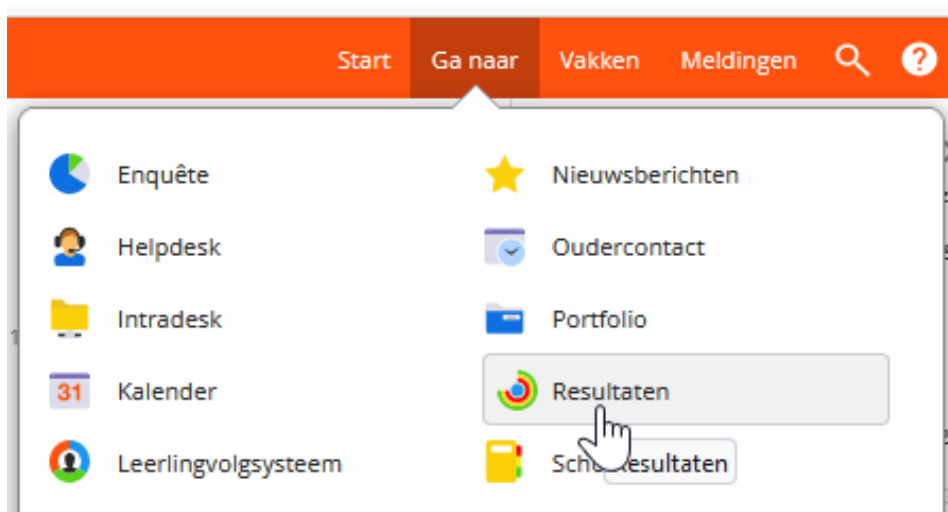 Start Ga naar Vakken Meldingen ?
Enquête
Nieuwsberichten
Helpdesk
Oudercontact
Intradesk
Portfolio
31 Kalender
Resultaten
Leerlingvolgsysteem
Resultaten